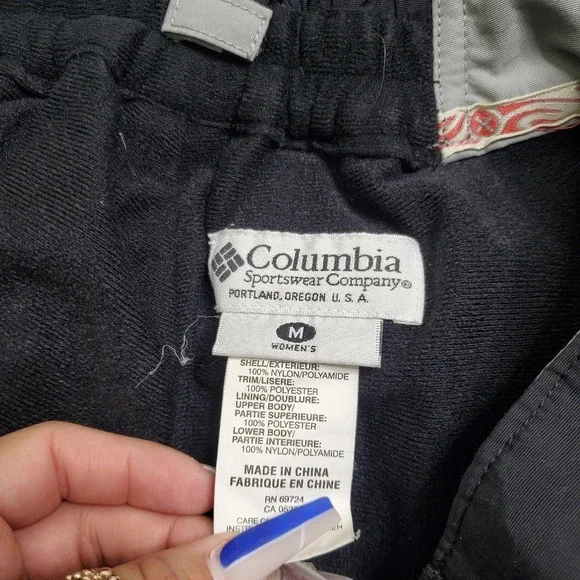 Columbia
Sportswear Company®
PORTLAND, OREGON U.S.A.
M
WOMEN'S
SHELL/EXTERIEUR:
100% NYLON/POLYAMIDE
TRIM/LISERE:
100% POLYESTER
LINING/DOUBLURE:
UPPER BODY/
PARTIE SUPERIEURE:
100% POLYESTER
LOWER BODY/
PARTIE INTERIEURE:
100% NYLON/POLYAMIDE
MADE IN CHINA
FABRIQUE EN CHINE
RN 69724
CA
CARE